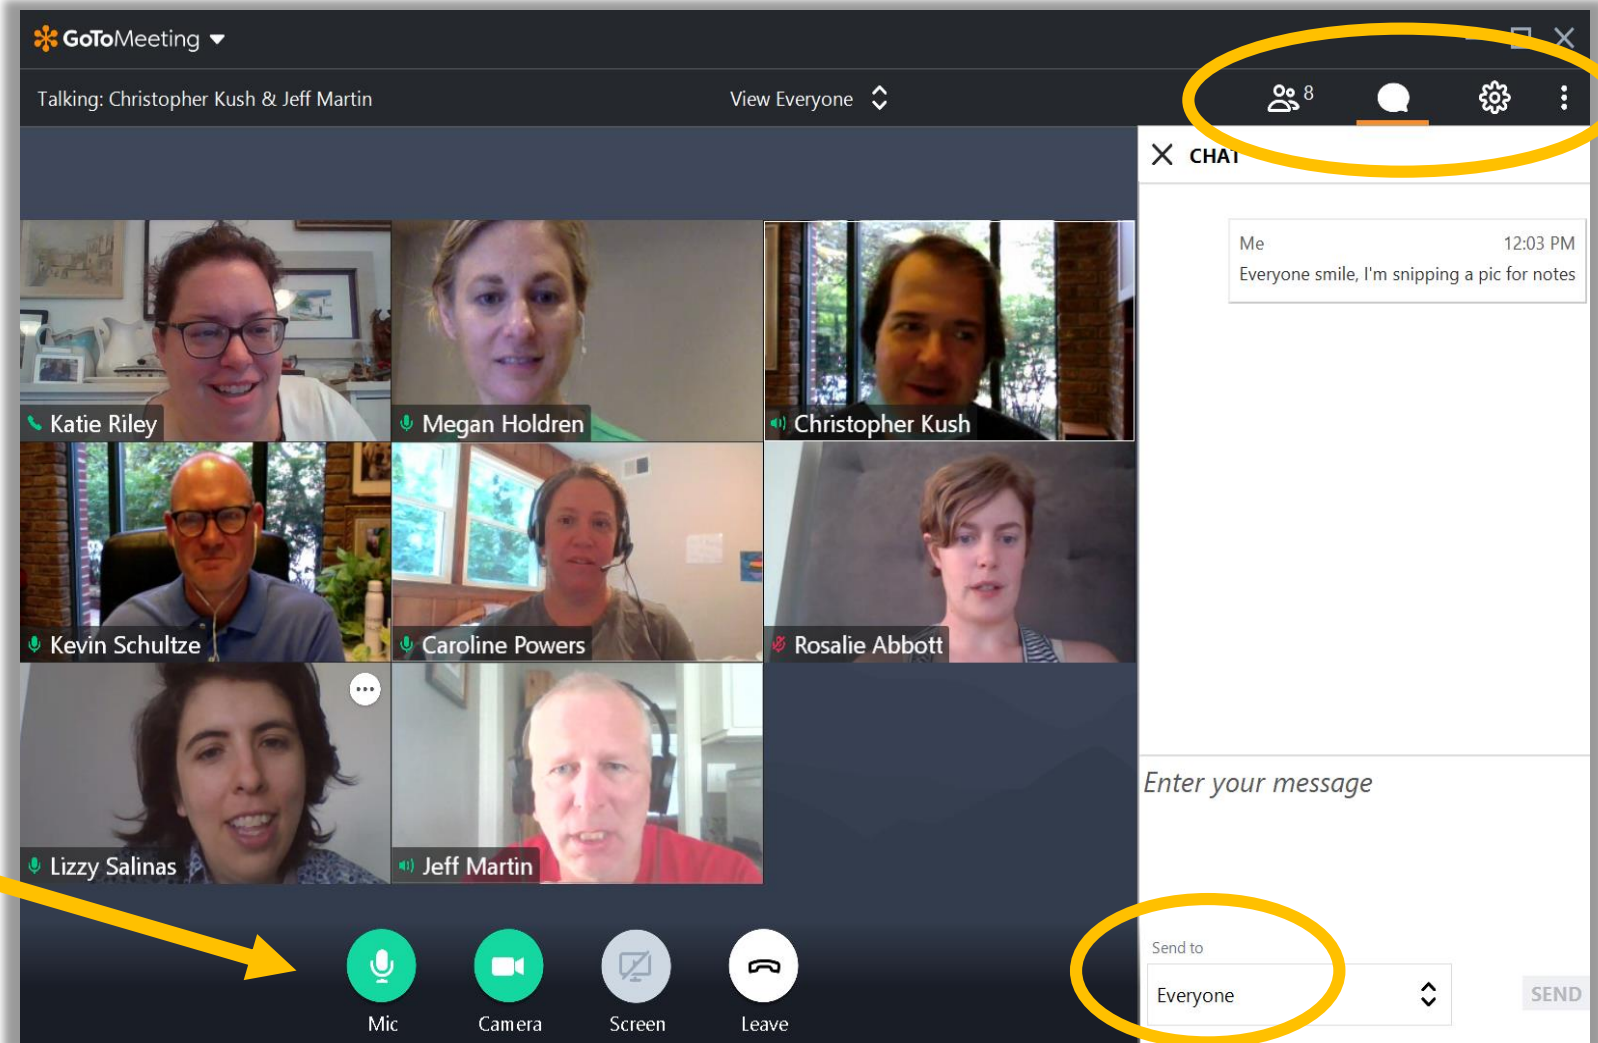 GoToMeeting
Talking: Christopher Kush & Jeff Martin
View Everyone
8
CHAT
Me 12:03 PM
Everyone smile, I'm snipping a pic for notes
Katie Riley
Megan Holdren
Christopher Kush
Kevin Schultze
Caroline Powers
Rosalie Abbott
Lizzy Salinas
Jeff Martin
Enter your message
Send to
Everyone
SEND
Mic
Camera
Screen
Leave